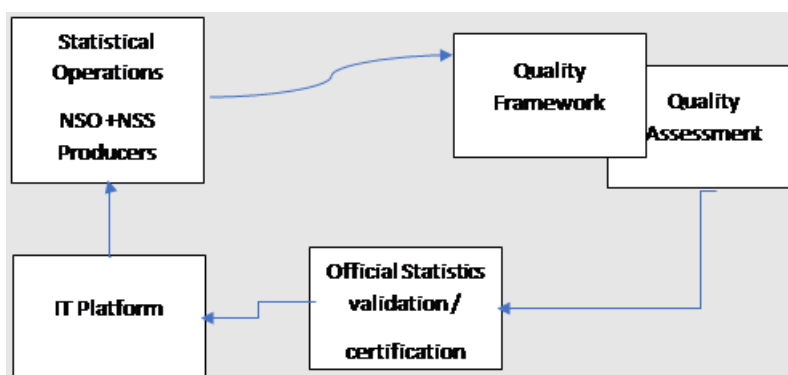 Statistical
Operations
NSO+NSS
Producers
Quality
Framework
Quality
Assessment
IT Platform
Official Statistics
validation/
certification